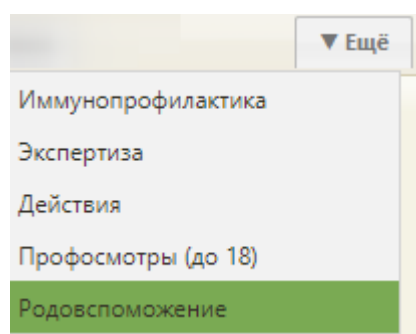 ▼ Ещё
Иммунопрофилактика
Экспертиза
Действия
Профосмотры (до 18)
Родовспоможение